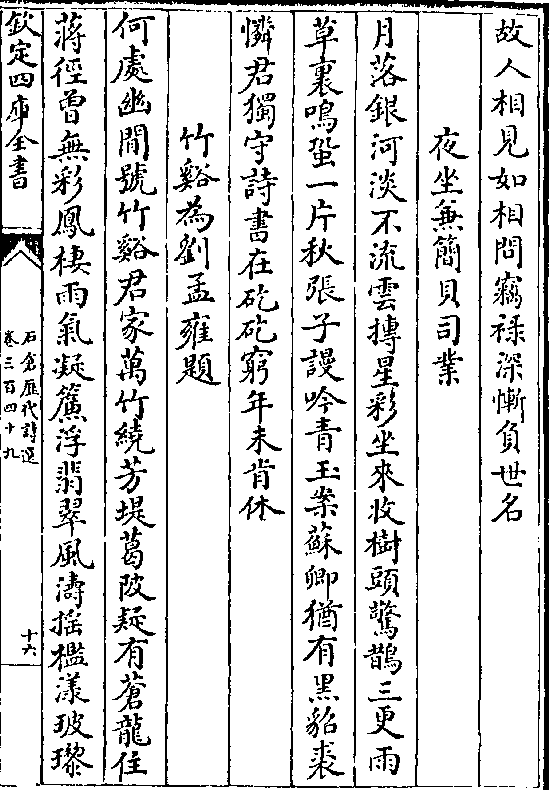 故人相見如相問竊禄深慚負世名
夜坐兼簡貝司業
月落銀河淡不流雲摶星彩坐來收樹頭驚鵲三更雨
草裏鳴蛩一片秋張子謾吟青玉案蘇卿猶有黑貂裘
憐君獨守詩書在矻矻窮年未肯休
竹谿為劉孟雍題
何處幽閒號竹谿君家萬竹繞芳堤葛陂疑有蒼龍住
蔣徑曾無彩鳳棲雨氣凝簾浮翡翠風濤揺檻漾玻瓈
欽定四庫全書
石倉歴代詩選
卷三百四十九
十六